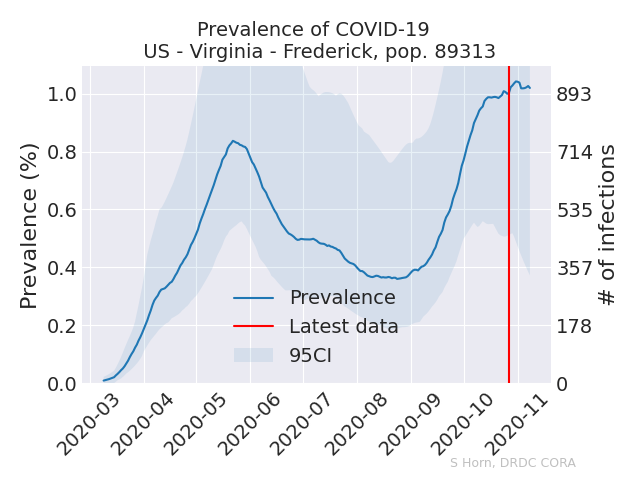 Prevalence of COVID-19
US - Virginia - Frederick, pop. 89313
Prevalence (%)
1.0
0.8
0.6
0.4
0.2
0.0
893
714
535
357
178
0
# of infections
Prevalence
Latest data
95CI
2020-03
2020-04
2020-05
2020-06
2020-07
2020-08
2020-09
2020-10
2020-11
S Horn, DRDC CORA